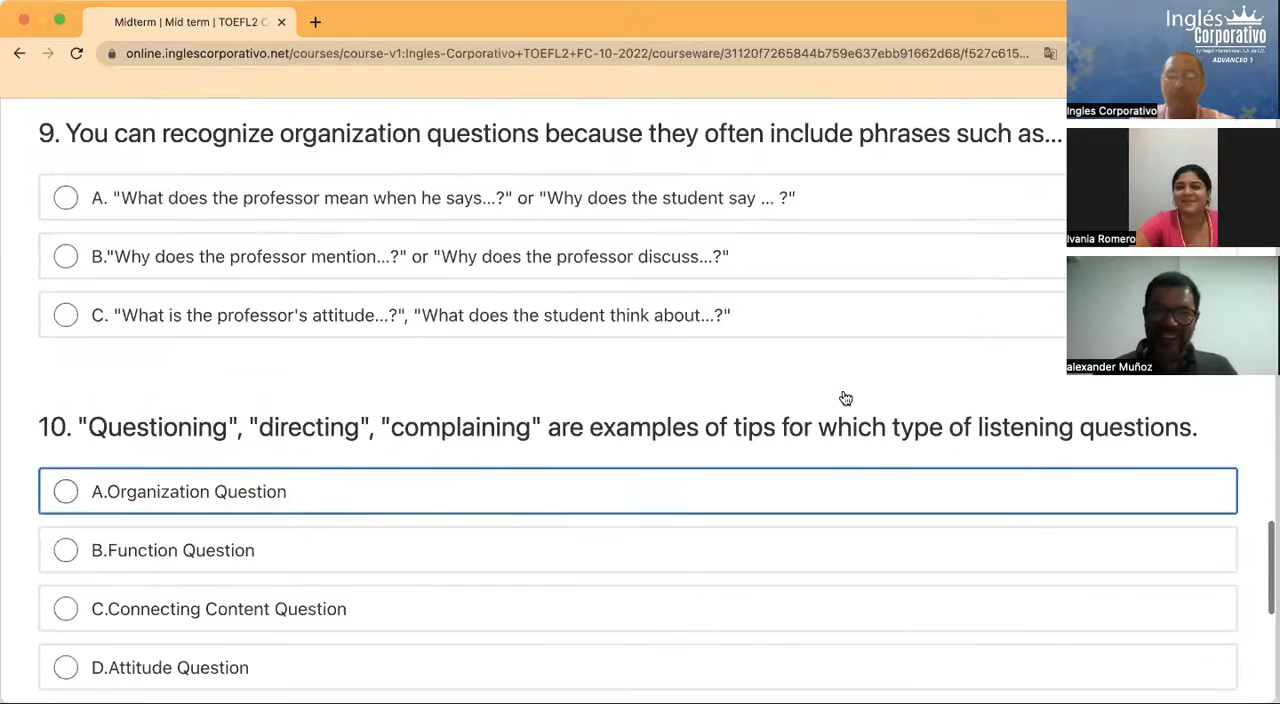 Midterm | Mid term | TOEFL2 C
online.inglescorporativo.net/courses/course-v1:Ingles-Corporativo+TOEFL2+FC-10-2022/courseware/31120f7265844b759e637ebb91662d68/f527c615...
Inglés
Corporativo
ADVANCED 1
Ingles Corporativo
9. You can recognize organization questions because they often include phrases such as...
A. "What does the professor mean when he says...?" or "Why does the student say ... ?"
Ivania Romero
B."Why does the professor mention...?" or "Why does the professor discuss...?"
C. "What is the professor's attitude...?", "What does the student think about...?"
alexander Muñoz
10. "Questioning", "directing", "complaining" are examples of tips for which type of listening questions.
A.Organization Question
B.Function Question
C.Connecting Content Question
D.Attitude Question